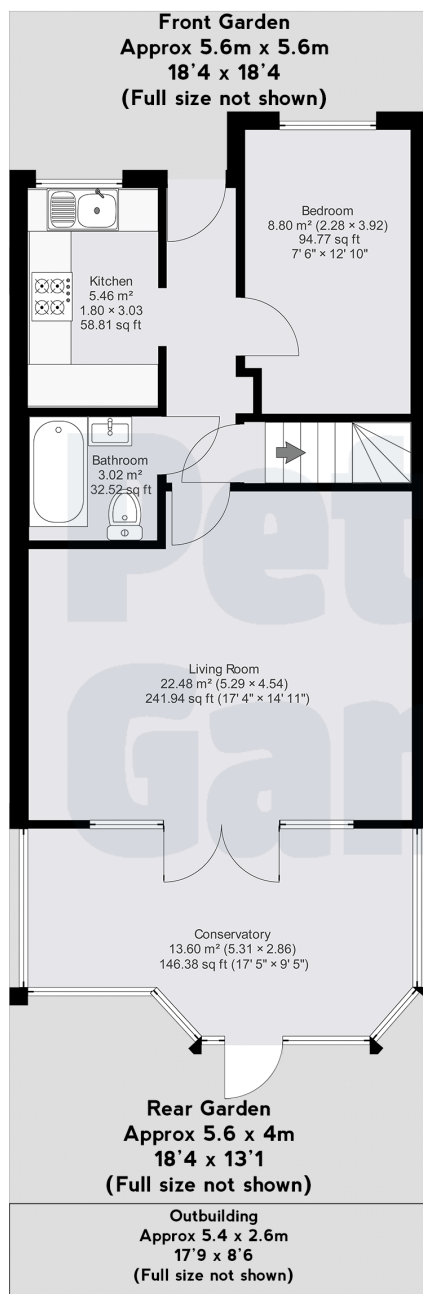 Front Garden
Approx 5.6m x 5.6m
18'4 x 18'4
(Full size not shown)
Bedroom
8.80 m² (2.28 × 3.92)
94.77 sq ft
7' 6" × 12' 10"
Kitchen
5.46 m²
1.80 × 3.03
58.81 sq ft
Bathroom
3.02 m²
32.52 sq ft
Pet
Living Room
22.48 m² (5.29 × 4.54)
241.94 sq ft (17' 4" × 14' 11")
Gar
Conservatory
13.60 m² (5.31 × 2.86)
146.38 sq ft (17' 5" × 9' 5")
Rear Garden
Approx 5.6 x 4m
18'4 x 13'1
(Full size not shown)
Outbuilding
Approx 5.4 x 2.6m
17'9 x 8'6
(Full size not shown)